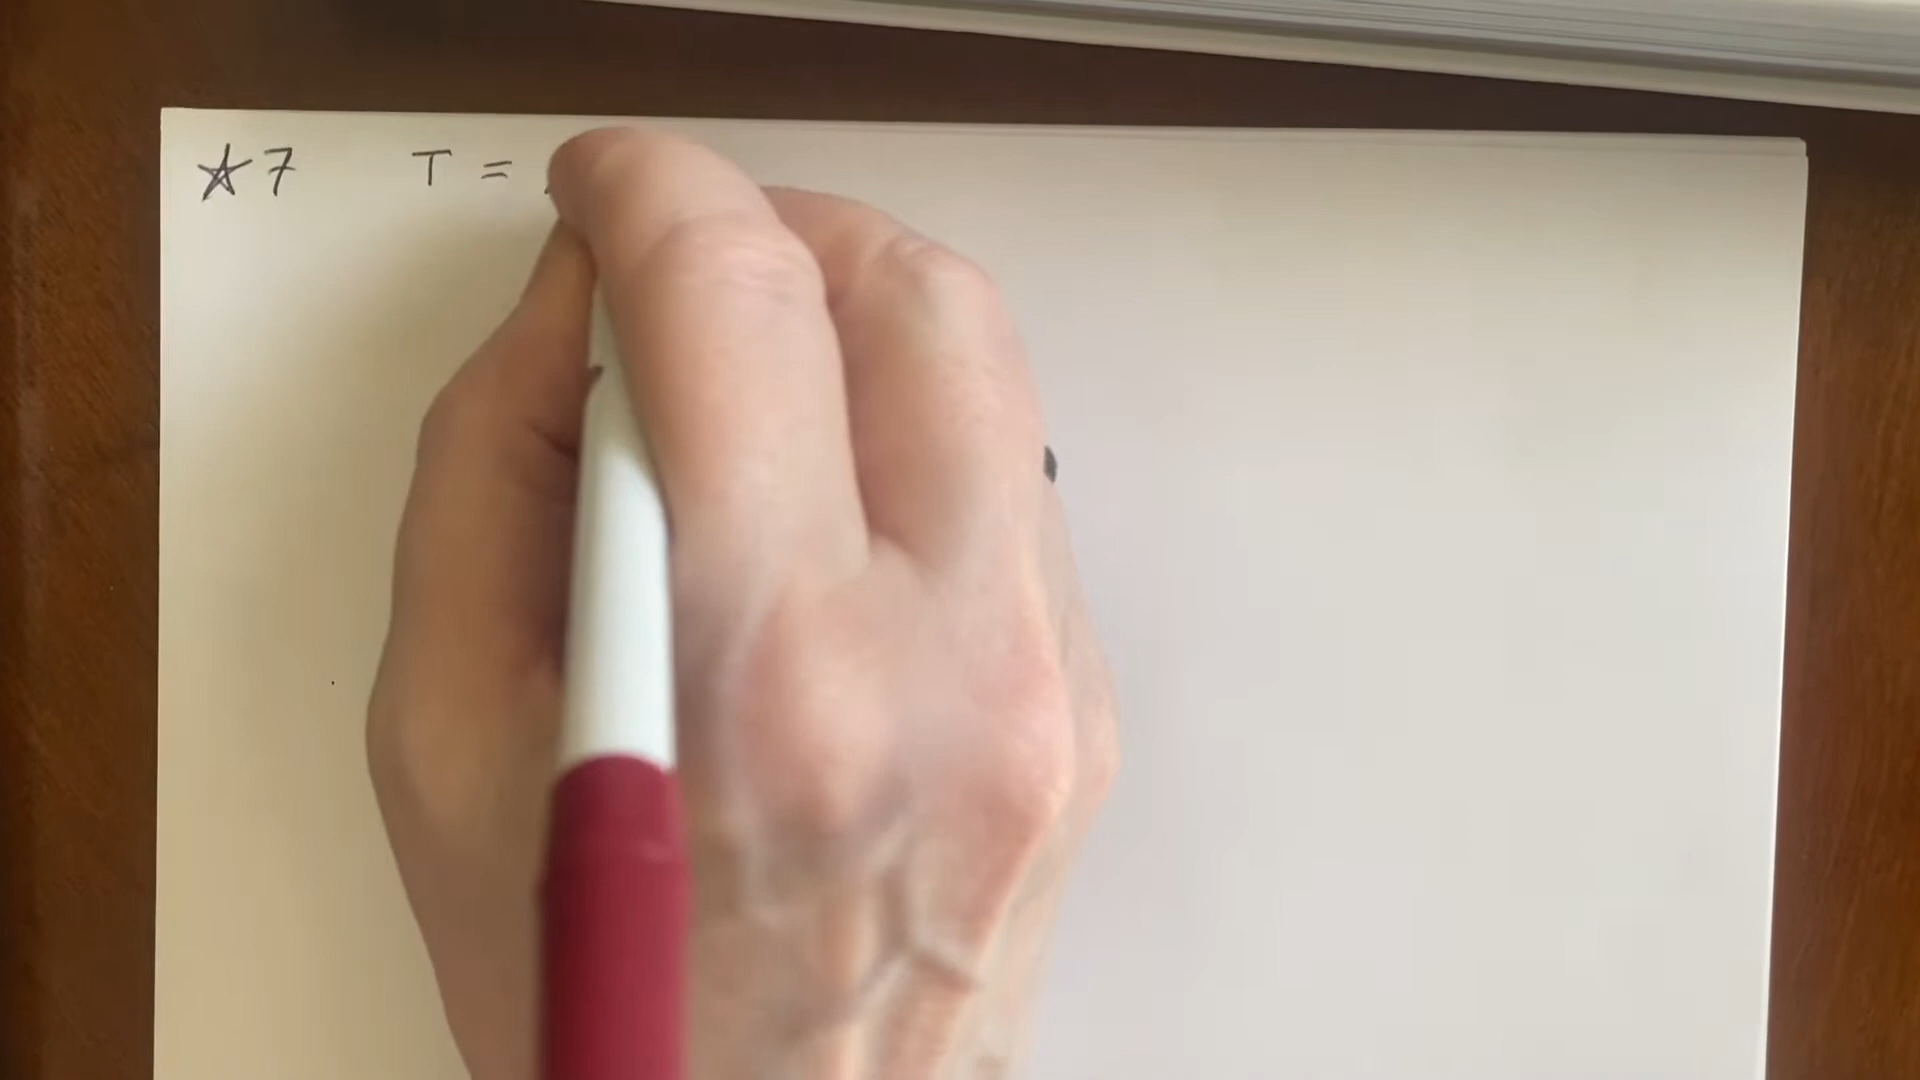 ☆7 T =